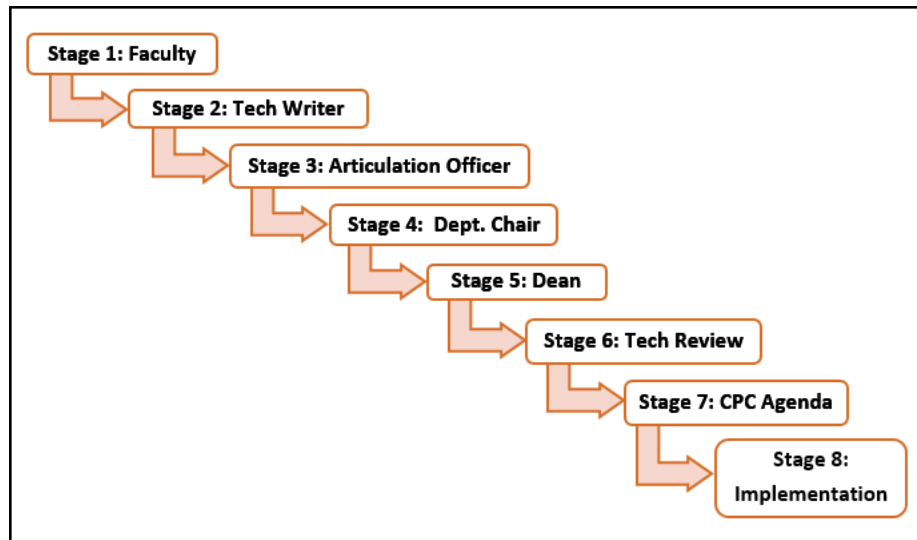 Stage 1: Faculty
Stage 2: Tech Writer
Stage 3: Articulation Officer
Stage 4:  Dept. Chair
Stage 5: Dean
Stage 6: Tech Review
Stage 7: CPC Agenda
Stage 8:
Implementation